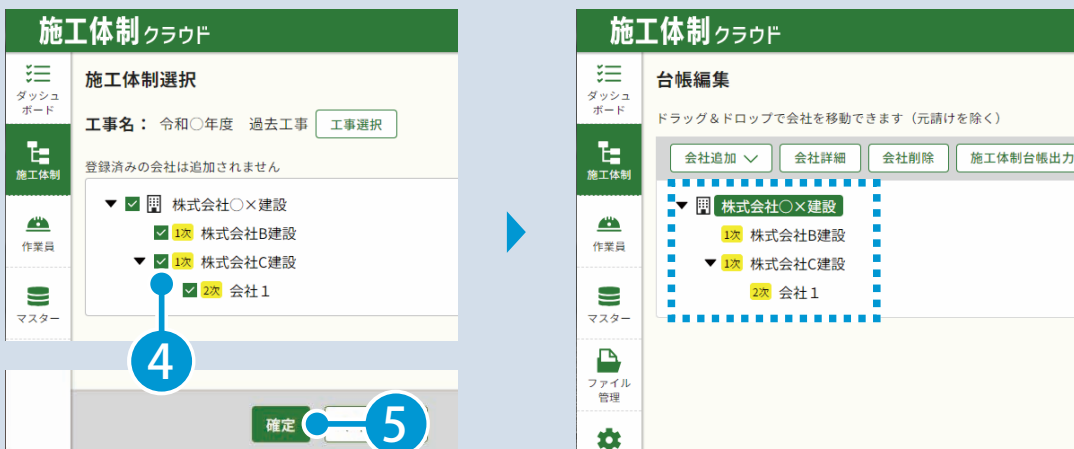 施工体制クラウド
ダッシュ
ボード
施工体制
作業員
マスター
施工体制選択
工事名： 令和○年度 過去工事 工事選択
登録済みの会社は追加されません
株式会社○×建設
1次 株式会社B建設
1次 株式会社C建設
2次 会社１
4
確定
5
施工体制クラウド
ダッシュ
ボード
施工体制
作業員
マスター
ファイル
管理
台帳編集
ドラッグ＆ドロップで会社を移動できます（元請けを除く）
会社追加 会社詳細 会社削除 施工体制台帳出力
株式会社○×建設
1次 株式会社B建設
1次 株式会社C建設
2次 会社１